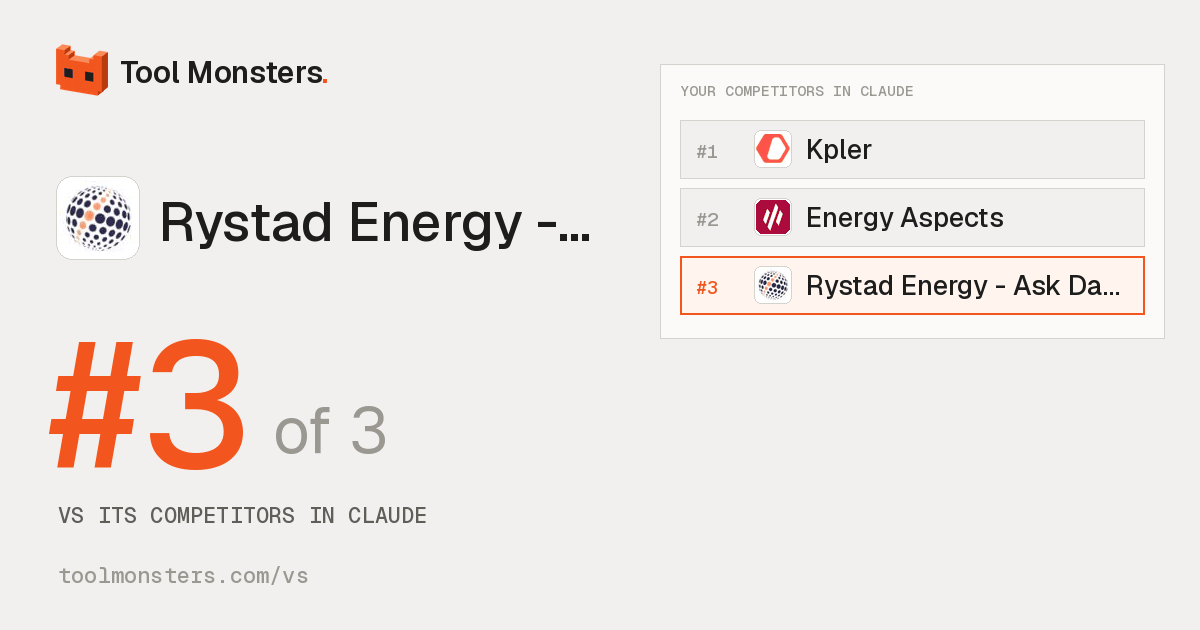 Tool Monsters.
Rystad Energy -...
#3 of 3
VS ITS COMPETITORS IN CLAUDE
toolmonsters.com/vs
YOUR COMPETITORS IN CLAUDE
#1 Kpler
#2 Energy Aspects
#3 Rystad Energy - Ask Da...